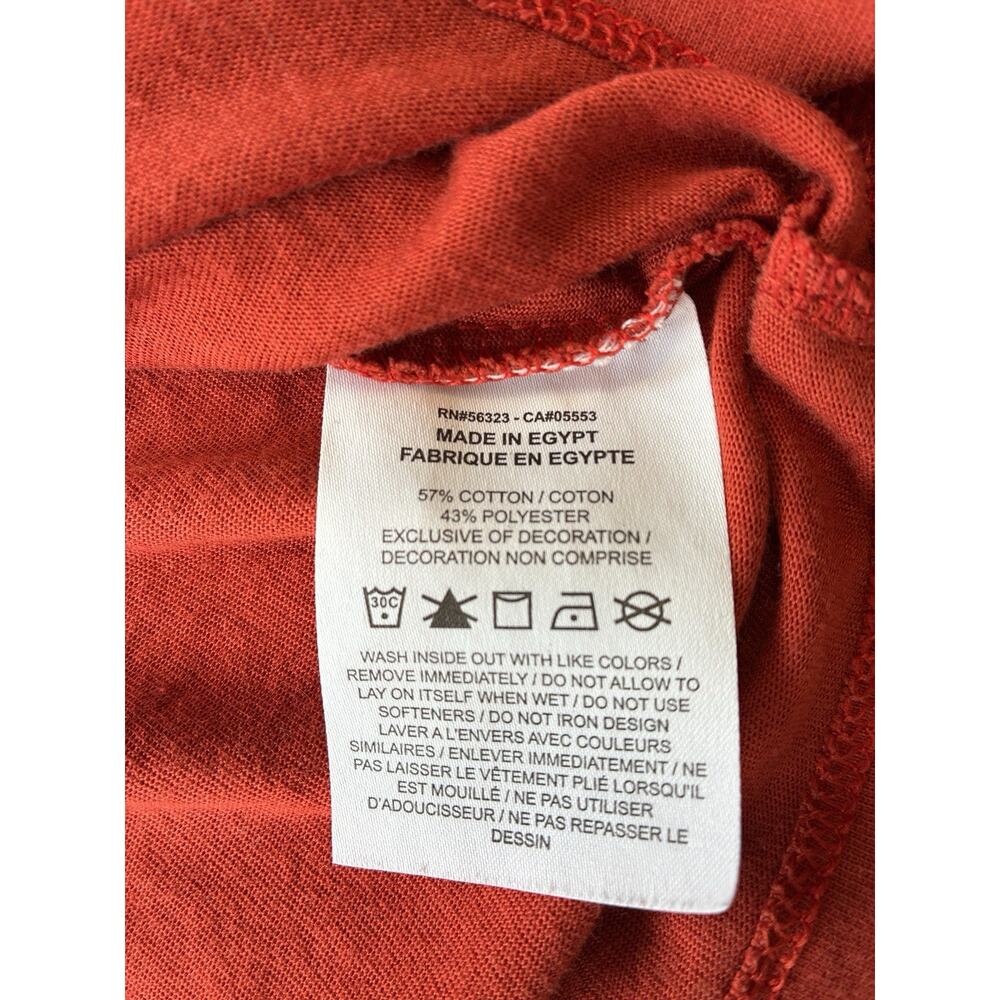 RN#56323 - CA#05553
MADE IN EGYPT
FABRIQUE EN EGYPTE
57% COTTON / COTON
43% POLYESTER
EXCLUSIVE OF DECORATION /
DECORATION NON COMPRISE
30C
WASH INSIDE OUT WITH LIKE COLORS /
REMOVE IMMEDIATELY / DO NOT ALLOW TO
LAY ON ITSELF WHEN WET / DO NOT USE
SOFTENERS / DO NOT IRON DESIGN
LAVER A L'ENVERS AVEC COULEURS
SIMILAIRES / ENLEVER IMMEDIATEMENT / NE
PAS LAISSER LE VÊTEMENT PLIÉ LORSQU'IL
EST MOUILLÉ / NE PAS UTILISER
D'ADOUCISSEUR / NE PAS REPASSER LE
DESSIN